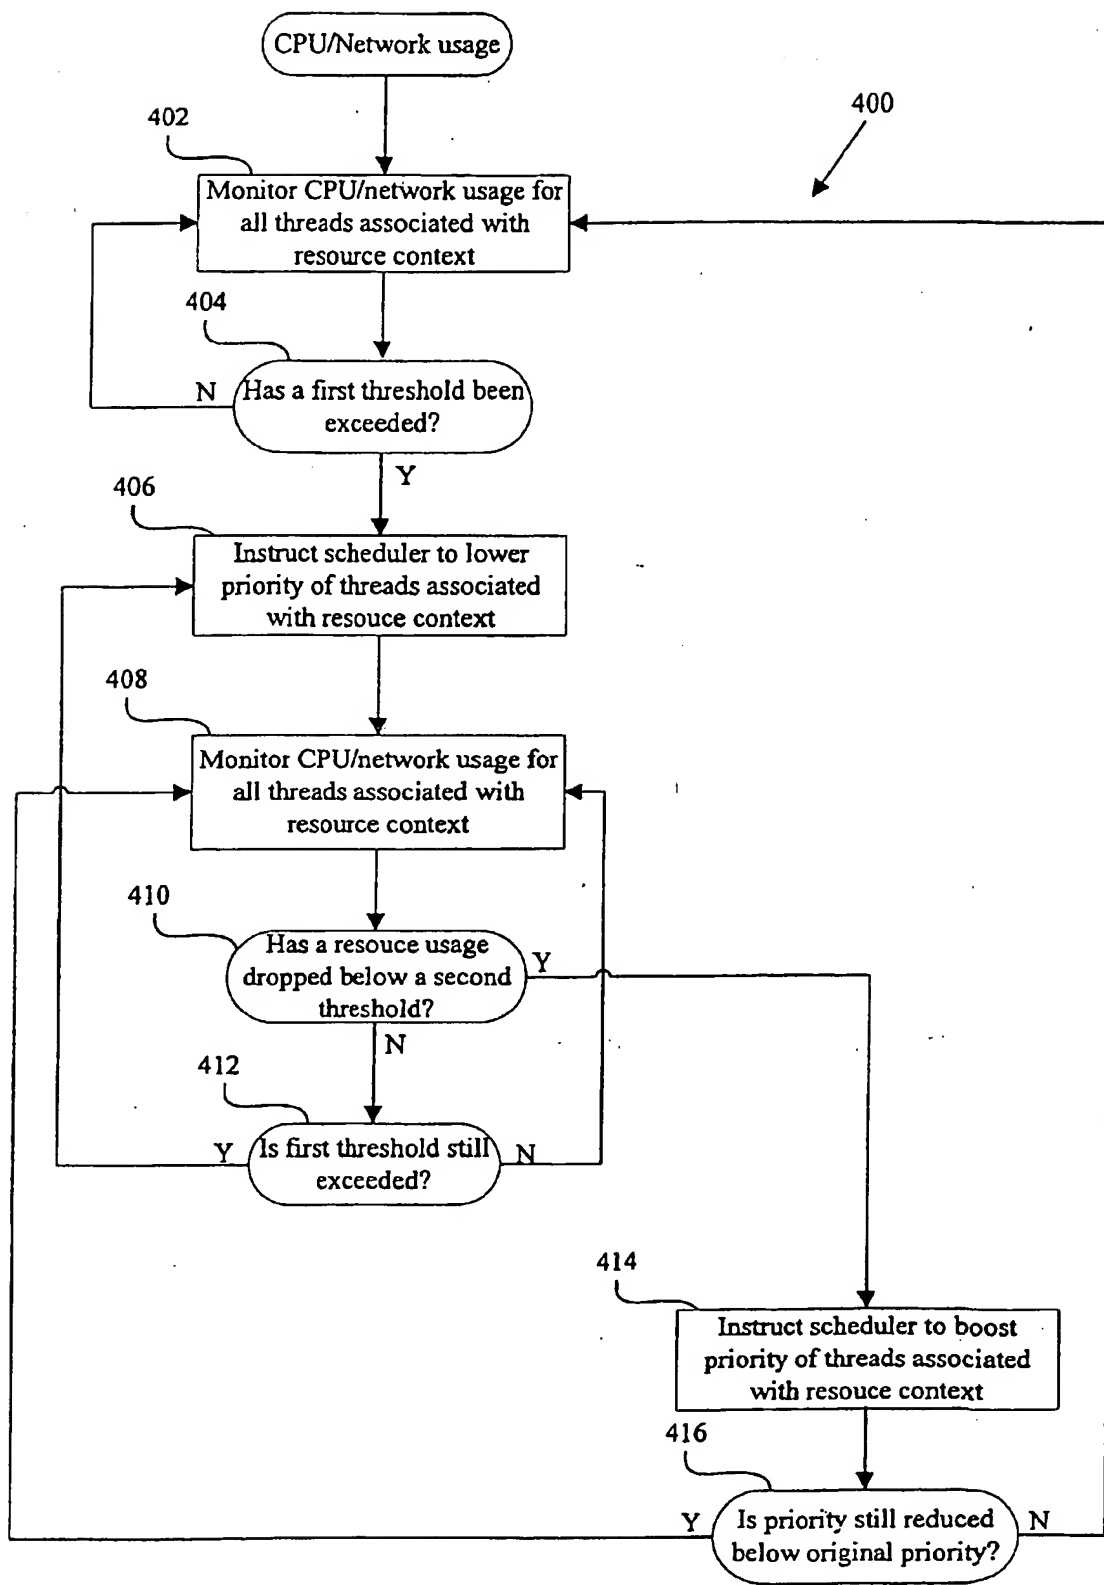 CPU/Network usage
400
402
Monitor CPU/network usage for
all threads associated with
resource context
404
N
Has a first threshold been
exceeded?
Y
406
Instruct scheduler to lower
priority of threads associated
with resouce context
408
Monitor CPU/network usage for
all threads associated with
resource context
410
Has a resouce usage
dropped below a second
threshold?
Y
N
412
Y
Is first threshold still
exceeded?
N
414
Instruct scheduler to boost
priority of threads associated
with resouce context
416
Y
Is priority still reduced
below original priority?
N